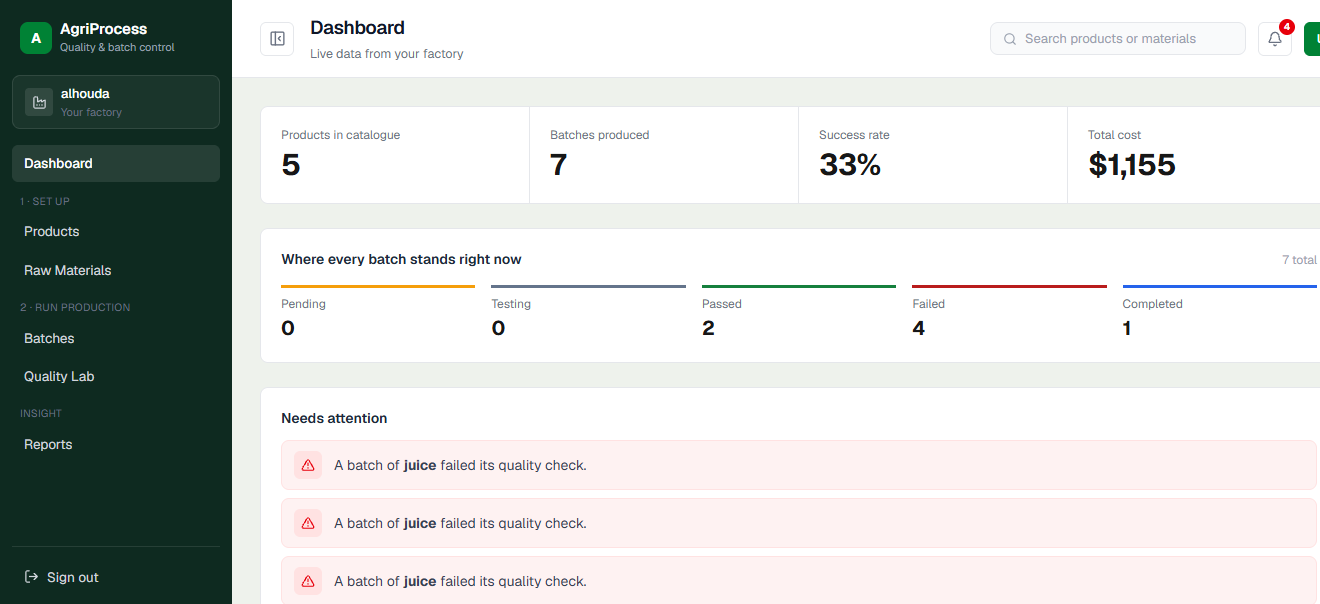 A
AgriProcess
Quality & batch control
alhouda
Your factory
Dashboard
1 · SET UP
Products
Raw Materials
2 · RUN PRODUCTION
Batches
Quality Lab
INSIGHT
Reports
Sign out
Dashboard
Live data from your factory
Search products or materials
4
Products in catalogue
5
Batches produced
7
Success rate
33%
Total cost
$1,155
Where every batch stands right now
7 total
Pending
0
Testing
0
Passed
2
Failed
4
Completed
1
Needs attention
A batch of juice failed its quality check.
A batch of juice failed its quality check.
A batch of juice failed its quality check.